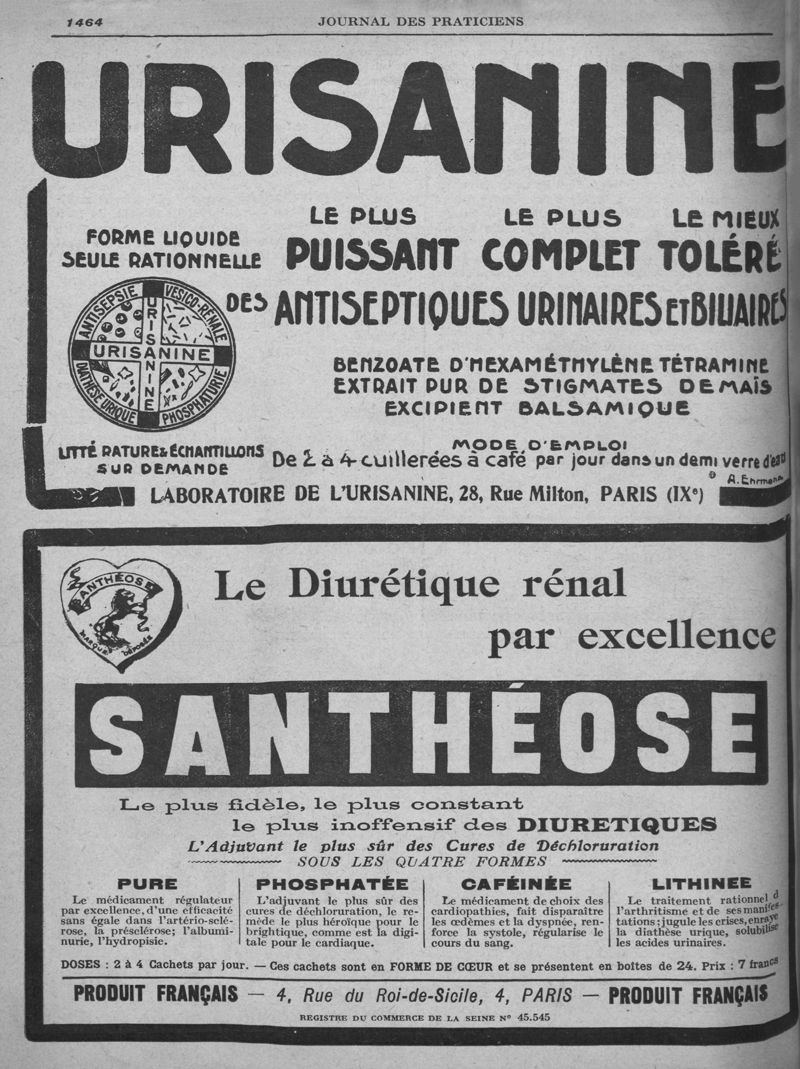 1464
JOURNAL DES PRATICIENS
URISANINE
FORME LIQUIDE
SEULE RATIONNELLE
LE PLUS LE PLUS LE MIEUX
PUISSANT COMPLET TOLÉRÉ
DES ANTISEPTIQUES URINAIRES ET BILIAIRES
ANTISEPSIE VESICO-RENALE
URISANINE
URISANINE
DIATHÈSE URIQUE PHOSPHATURIE
BENZOATE D'HEXAMÉTHYLÈNE TÉTRAMINE
EXTRAIT PUR DE STIGMATES DE MAÏS
EXCIPIENT BALSAMIQUE
LITTÉRATURE & ÉCHANTILLONS
SUR DEMANDE
MODE D'EMPLOI
De 2 à 4 cuillerées à café par jour dans un demi verre d'eau
A. Ehrmann
LABORATOIRE DE L'URISANINE, 28, Rue Milton, PARIS (IXe)
SANTHÉOSE
MARQUE DÉPOSÉE
Le Diurétique rénal
par excellence
SANTHÉOSE
Le plus fidèle, le plus constant
le plus inoffensif des DIURETIQUES
L'Adjuvant le plus sûr des Cures de Déchloruration
SOUS LES QUATRE FORMES
PURE
Le médicament régulateur
par excellence, d'une efficacité
sans égale dans l'artério-sclé-
rose, la présclérose; l'albumi-
nurie, l'hydropisie.
PHOSPHATÉE
L'adjuvant le plus sûr des
cures de déchloruration, le re-
mède le plus héroïque pour le
brightique, comme est la digi-
tale pour le cardiaque.
CAFÉINÉE
Le médicament de choix des
cardiopathies, fait disparaître
les œdèmes et la dyspnée, ren-
force la systole, régularise le
cours du sang.
LITHINEE
Le traitement rationnel d
l'arthritisme et de ses manifes-
tations; jugule les crises, enraye
la diathèse urique, solubilise
les acides urinaires.
DOSES : 2 à 4 Cachets par jour. — Ces cachets sont en FORME DE CŒUR et se présentent en boîtes de 24. Prix : 7 francs
PRODUIT FRANÇAIS — 4, Rue du Roi-de-Sicile, 4, PARIS — PRODUIT FRANÇAIS
REGISTRE DU COMMERCE DE LA SEINE No 45.545